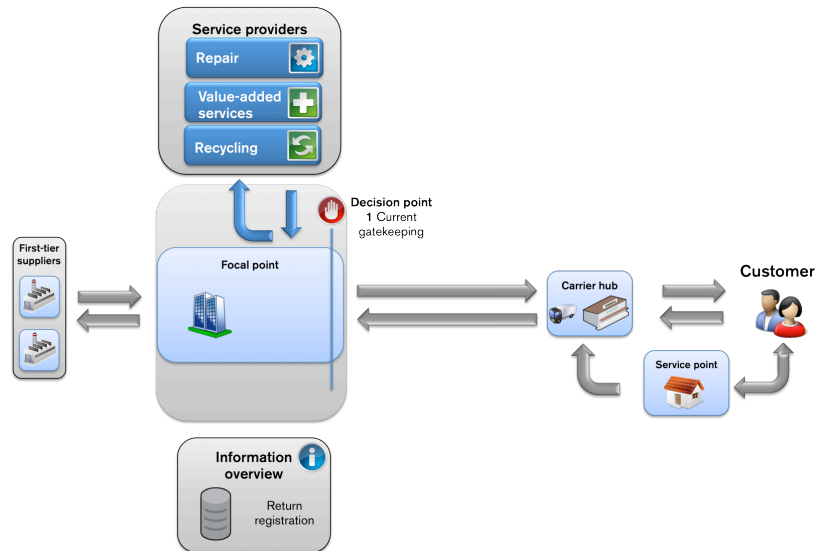 Service providers
Repair
Value-added
services
Recycling
Decision point
1 Current
gatekeeping
First-tier
suppliers
Focal point
Carrier hub
Customer
Service point
Information
overview
Return
registration